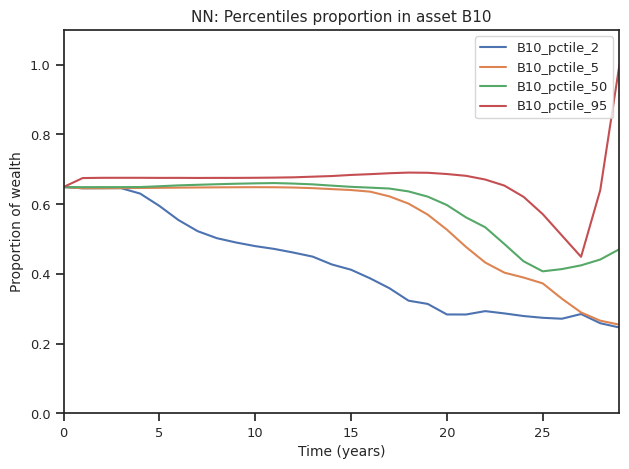 NN: Percentiles proportion in asset B10
B10_pctile_2
B10_pctile_5
B10_pctile_50
B10_pctile_95
Proportion of wealth
1.0
0.8
0.6
0.4
0.2
0.0
0 5 10 15 20 25
Time (years)